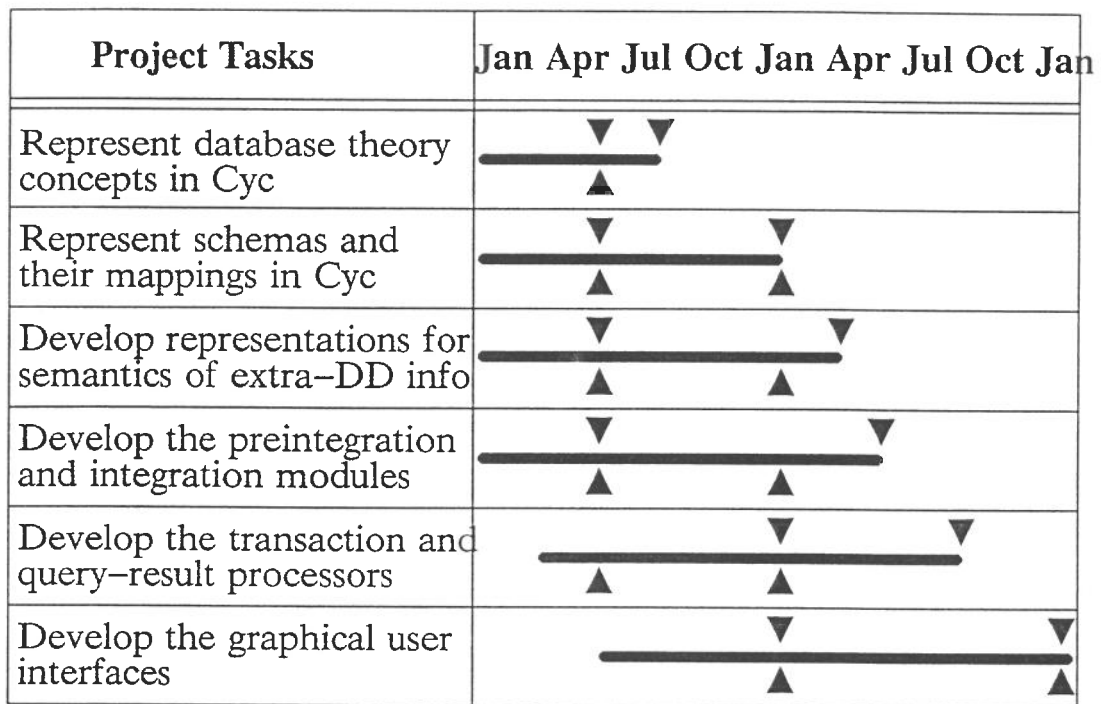 Project Tasks
Jan Apr Jul Oct Jan Apr Jul Oct Jan
Represent database theory
concepts in Cyc
Represent schemas and
their mappings in Cyc
Develop representations for
semantics of extra–DD info
Develop the preintegration
and integration modules
Develop the transaction and
query–result processors
Develop the graphical user
interfaces